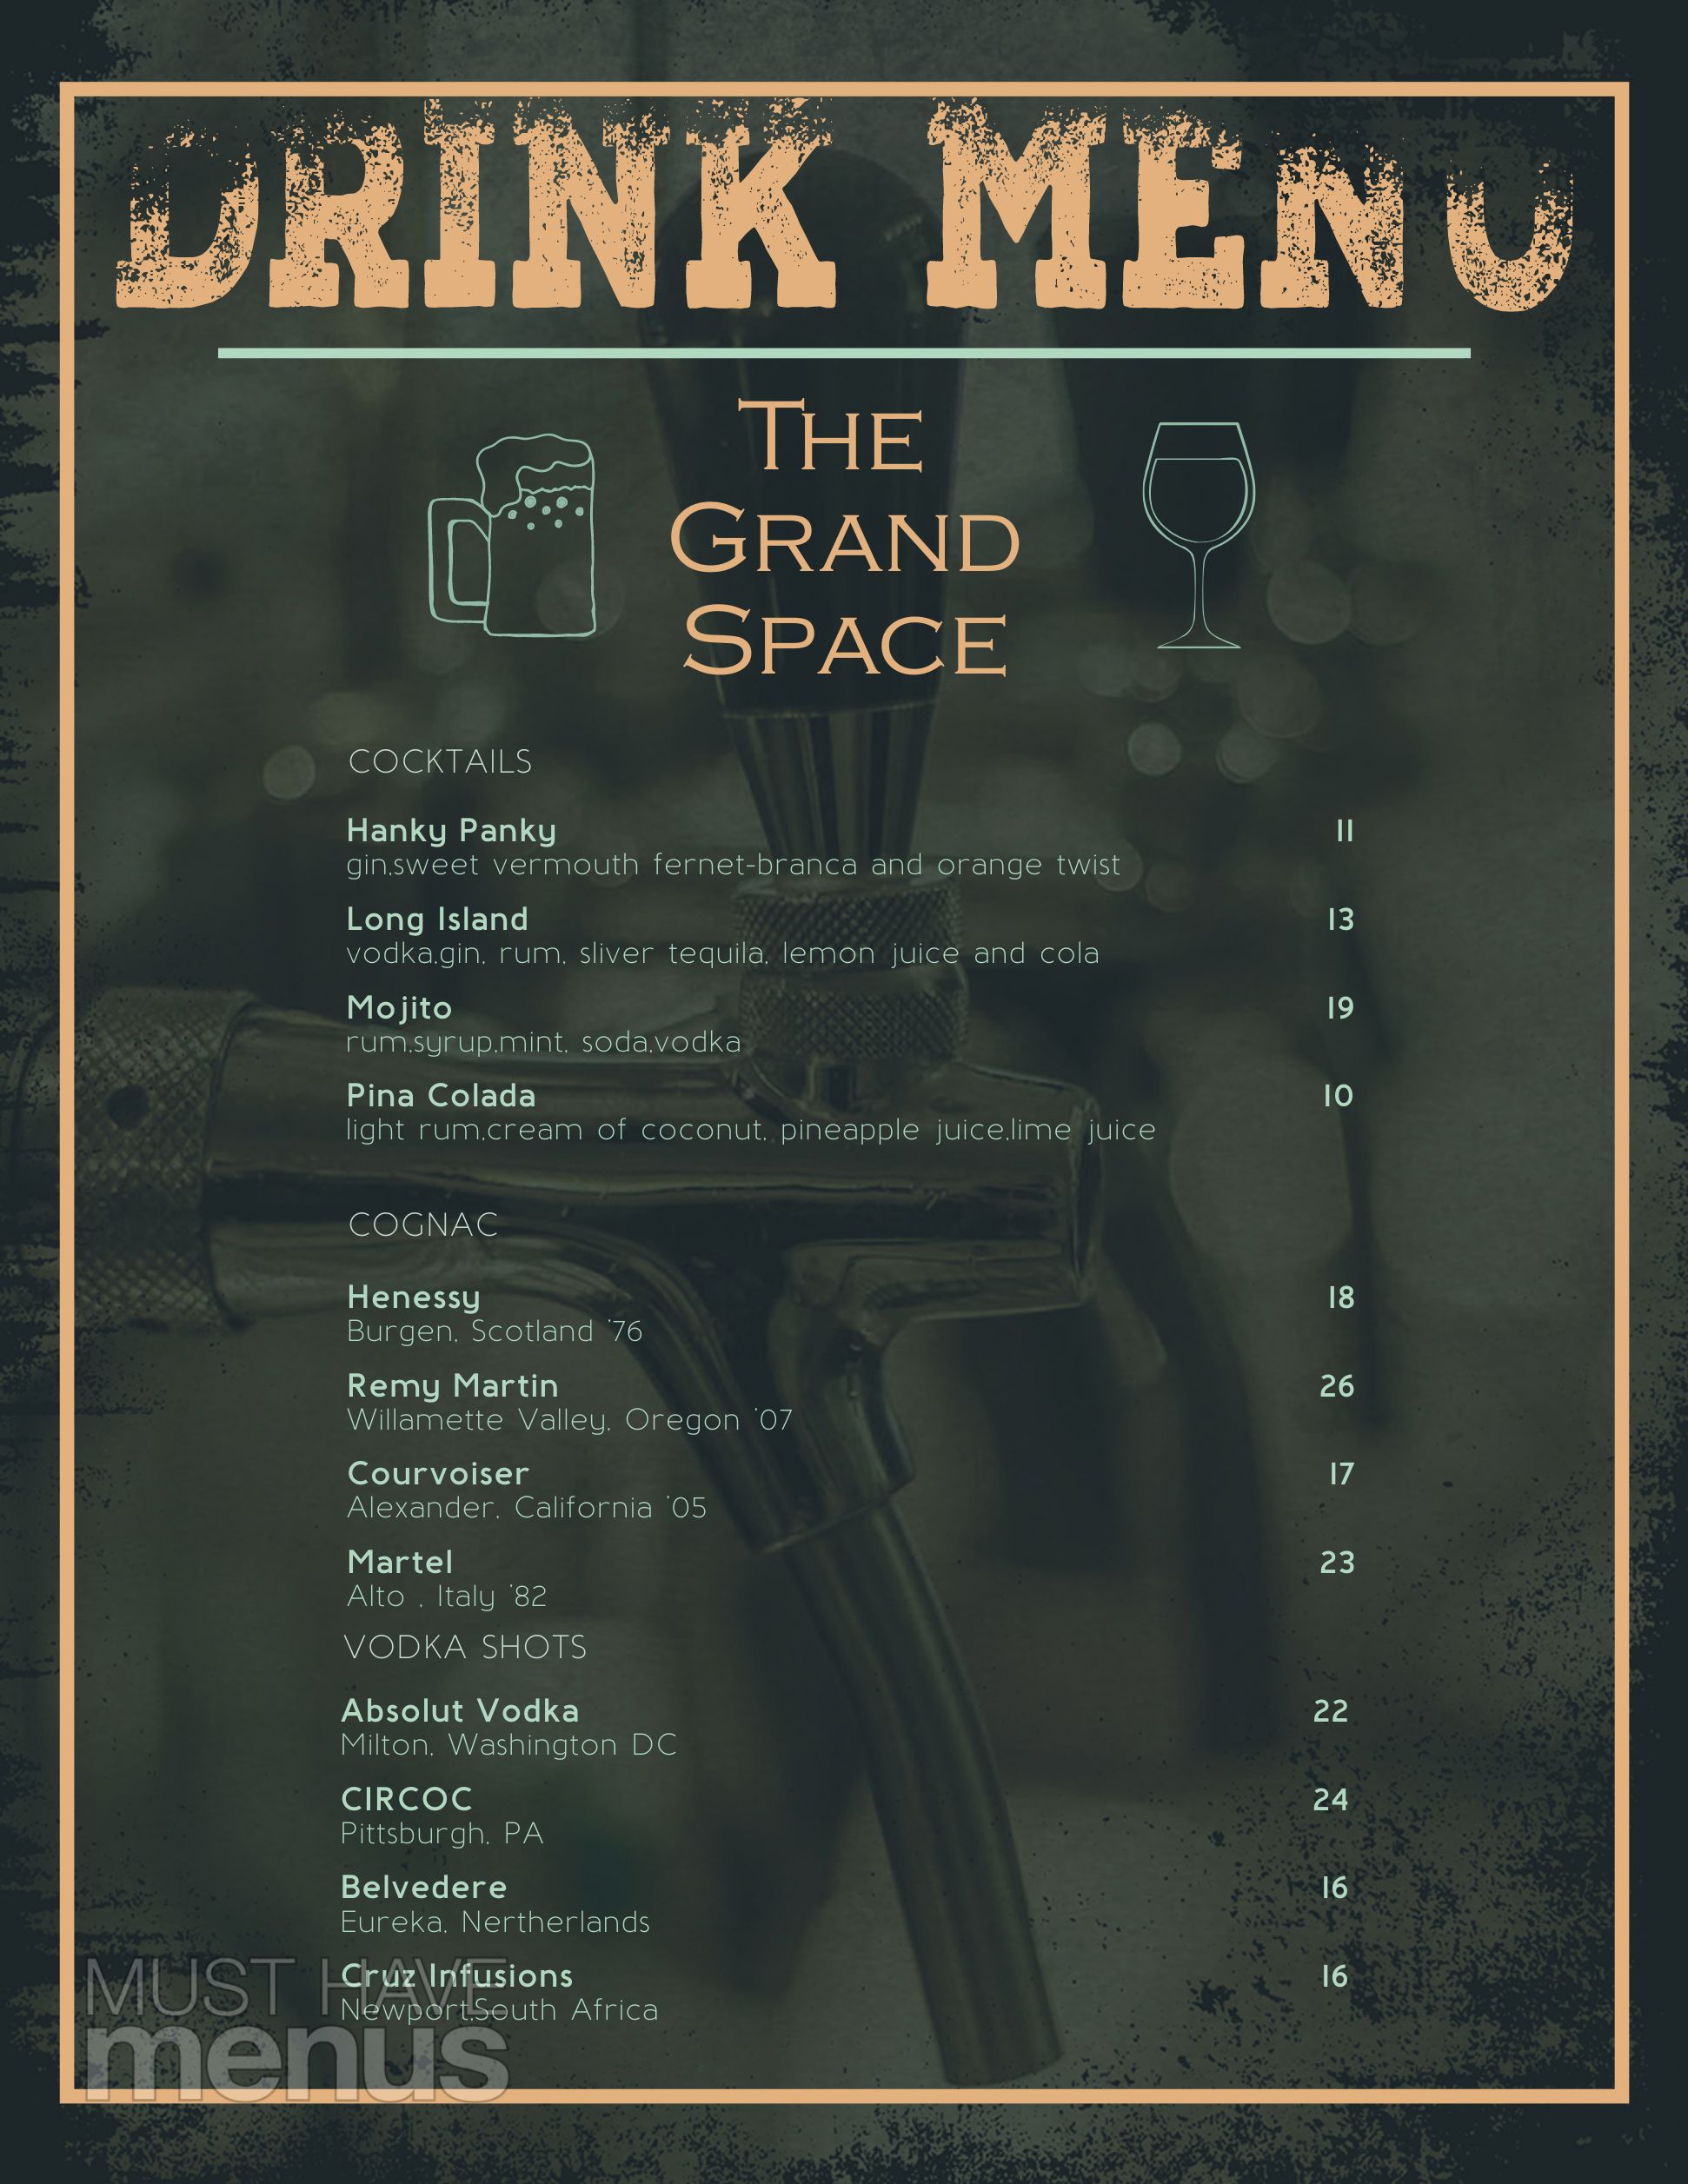 DRINK MENU
THE
GRAND
SPACE
COCKTAILS
Hanky Panky 11
gin,sweet vermouth fernet-branca and orange twist
Long Island 13
vodka,gin, rum, sliver tequila, lemon juice and cola
Mojito 19
rum,syrup,mint, soda,vodka
Pina Colada 10
light rum,cream of coconut, pineapple juice,lime juice
COGNAC
Henessy 18
Burgen, Scotland '76
Remy Martin 26
Willamette Valley, Oregon '07
Courvoiser 17
Alexander, California '05
Martel 23
Alto , Italy '82
VODKA SHOTS
Absolut Vodka 22
Milton, Washington DC
CIRCOC 24
Pittsburgh, PA
Belvedere 16
Eureka, Nertherlands
Cruz Infusions 16
Newport,South Africa
MUST HAVE
menus